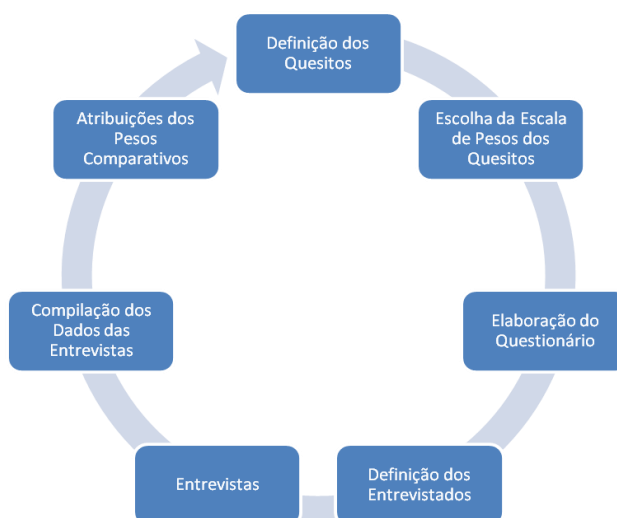 Definição dos
Quesitos
Escolha da Escala
de Pesos dos
Quesitos
Elaboração do
Questionário
Definição dos
Entrevistados
Entrevistas
Compilação dos
Dados das
Entrevistas
Atribuições dos
Pesos
Comparativos